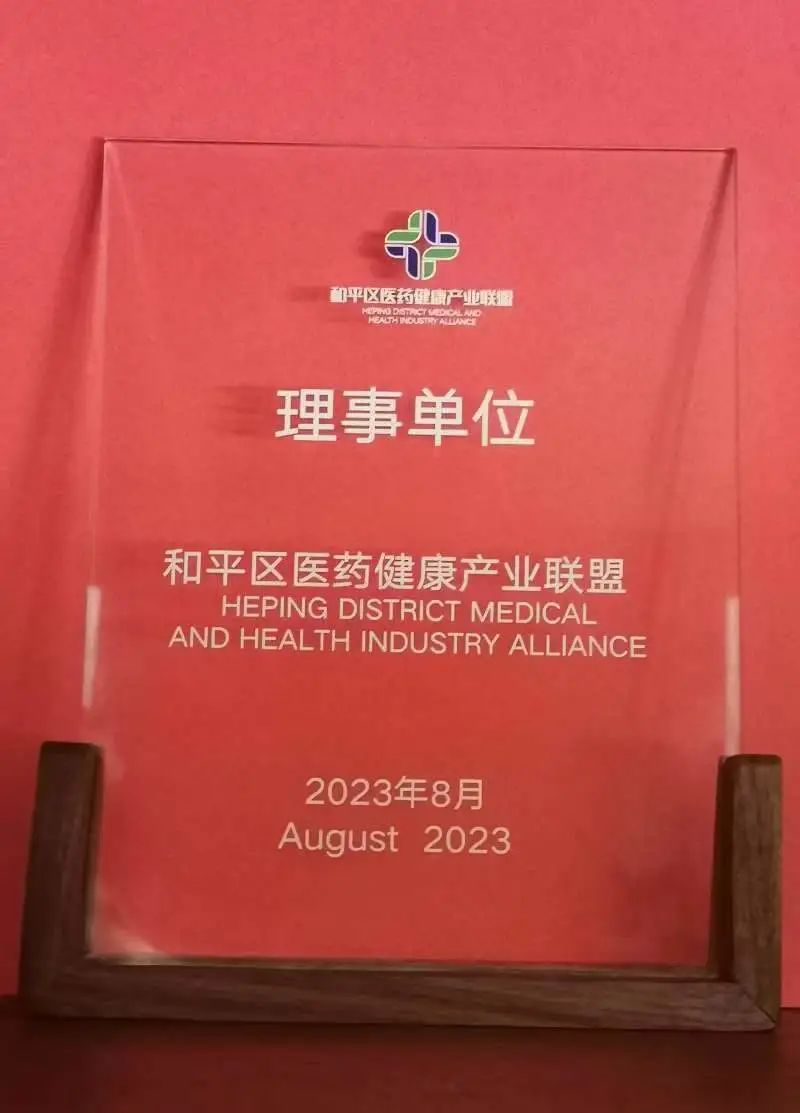 和平区医药健康产业联盟
HEPING DISTRICT MEDICAL AND
HEALTH INDUSTRY ALLIANCE
理事单位
和平区医药健康产业联盟
HEPING DISTRICT MEDICAL
AND HEALTH INDUSTRY ALLIANCE
2023年8月
August 2023